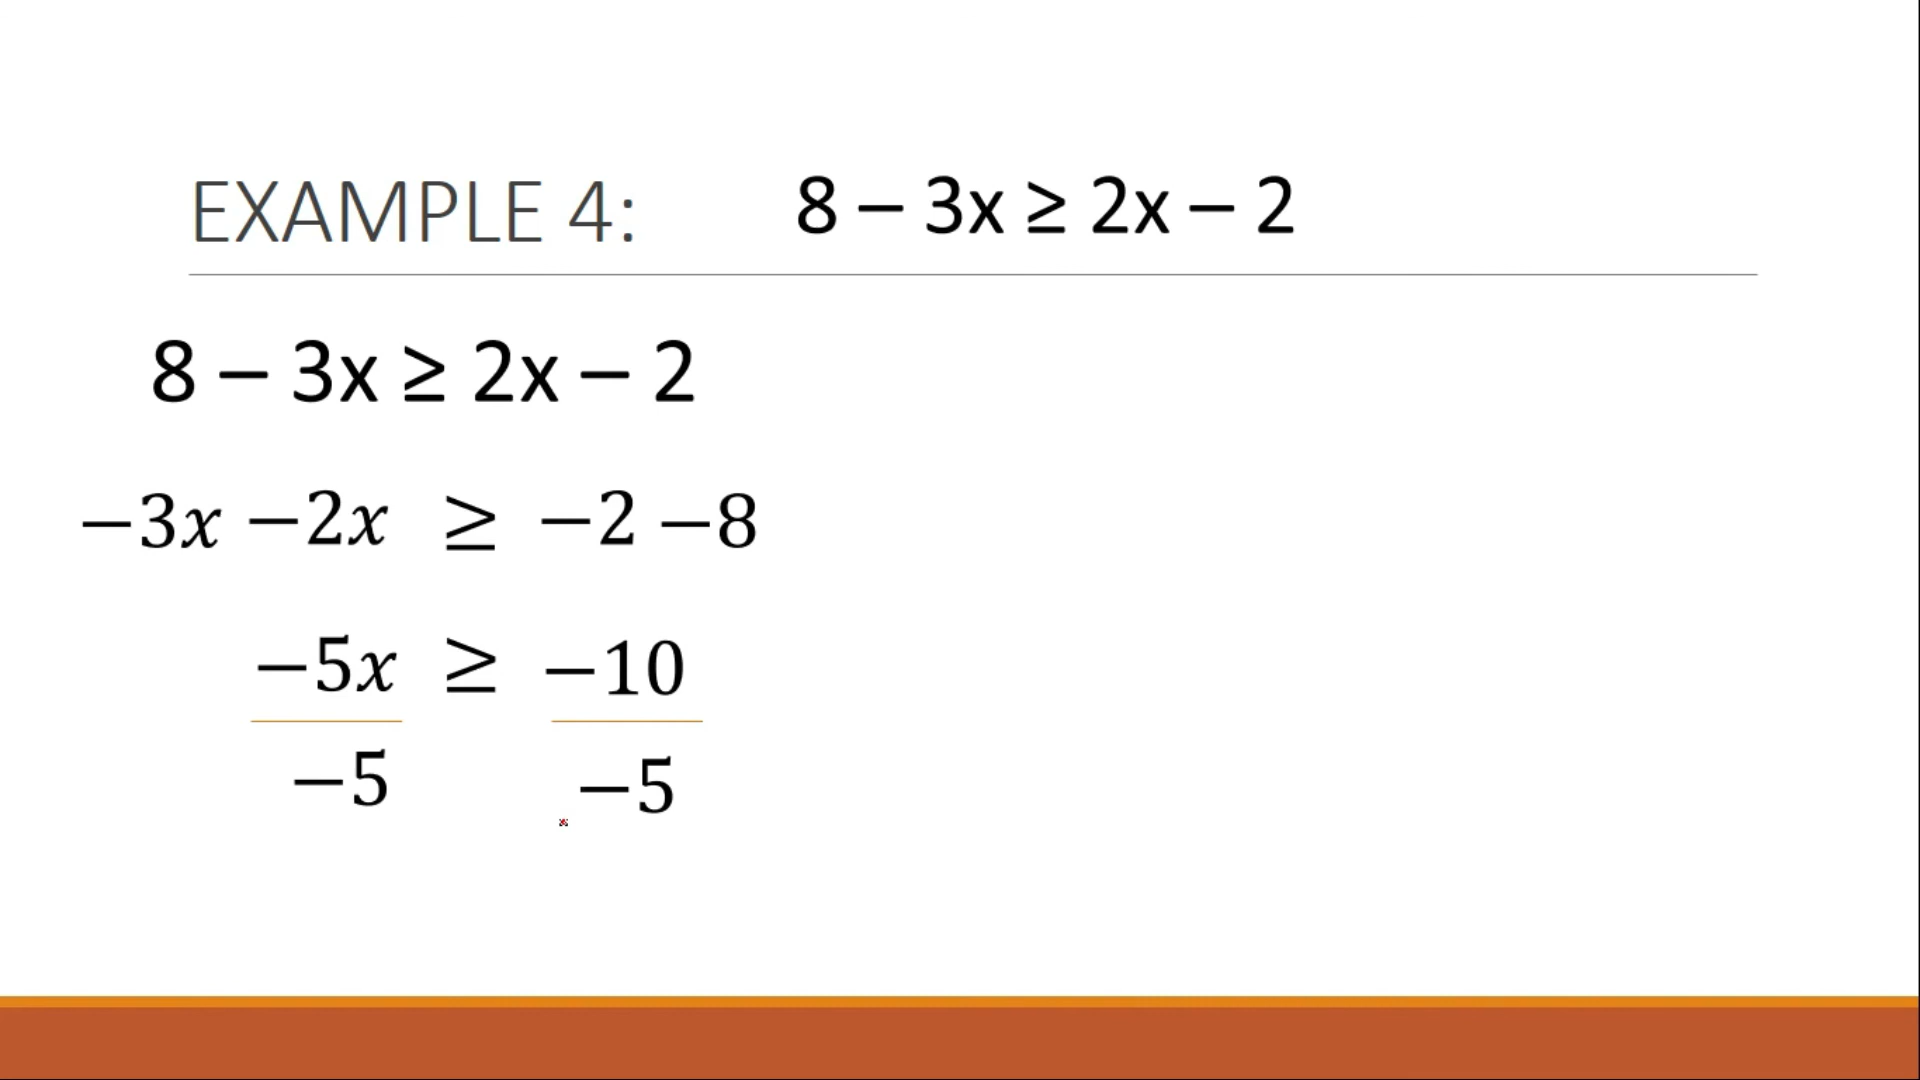 EXAMPLE 4: 8 – 3x ≥ 2x – 2
8 – 3x ≥ 2x – 2
−3x −2x ≥ −2 −8
−5x ≥ −10
−5 −5